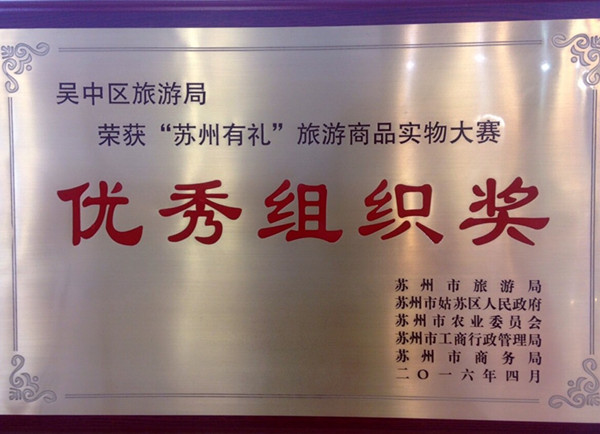 吴中区旅游局
荣获“苏州有礼”旅游商品实物大赛
优秀组织奖
苏州市旅游局
苏州市姑苏区人民政府
苏州市农业委员会
苏州市工商行政管理局
苏州市商务局
二〇一六年四月